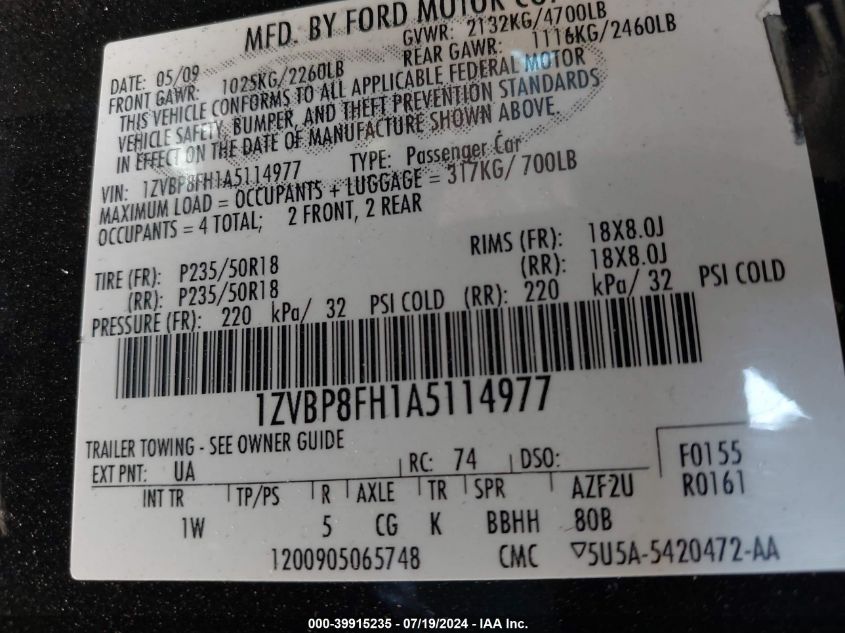 MFD. BY FORD MOTOR CO.
DATE: 05/09 GVWR: 2132KG/4700LB
FRONT GAWR: 1025KG/2260LB REAR GAWR: 1116KG/2460LB
THIS VEHICLE CONFORMS TO ALL APPLICABLE FEDERAL MOTOR
VEHICLE SAFETY, BUMPER, AND THEFT PREVENTION STANDARDS
IN EFFECT ON THE DATE OF MANUFACTURE SHOWN ABOVE.
VIN: 1ZVBP8FH1A5114977 TYPE: Passenger Car
MAXIMUM LOAD = OCCUPANTS + LUGGAGE = 317KG/ 700LB
OCCUPANTS = 4 TOTAL; 2 FRONT, 2 REAR
TIRE (FR): P235/50R18 RIMS (FR): 18X8.0J
(RR): P235/50R18 (RR): 18X8.0J
PRESSURE (FR): 220 kPa/ 32 PSI COLD (RR): 220 kPa/ 32 PSI COLD
1ZVBP8FH1A5114977
TRAILER TOWING - SEE OWNER GUIDE
EXT PNT: UA RC: 74 DSO: F0155
INT TR TP/PS R AXLE TR SPR AZF2U R0161
1W 5 CG K BBHH 80B
1200905065748 CMC ▽5U5A-5420472-AA
000-39915235 - 07/19/2024 - IAA Inc.